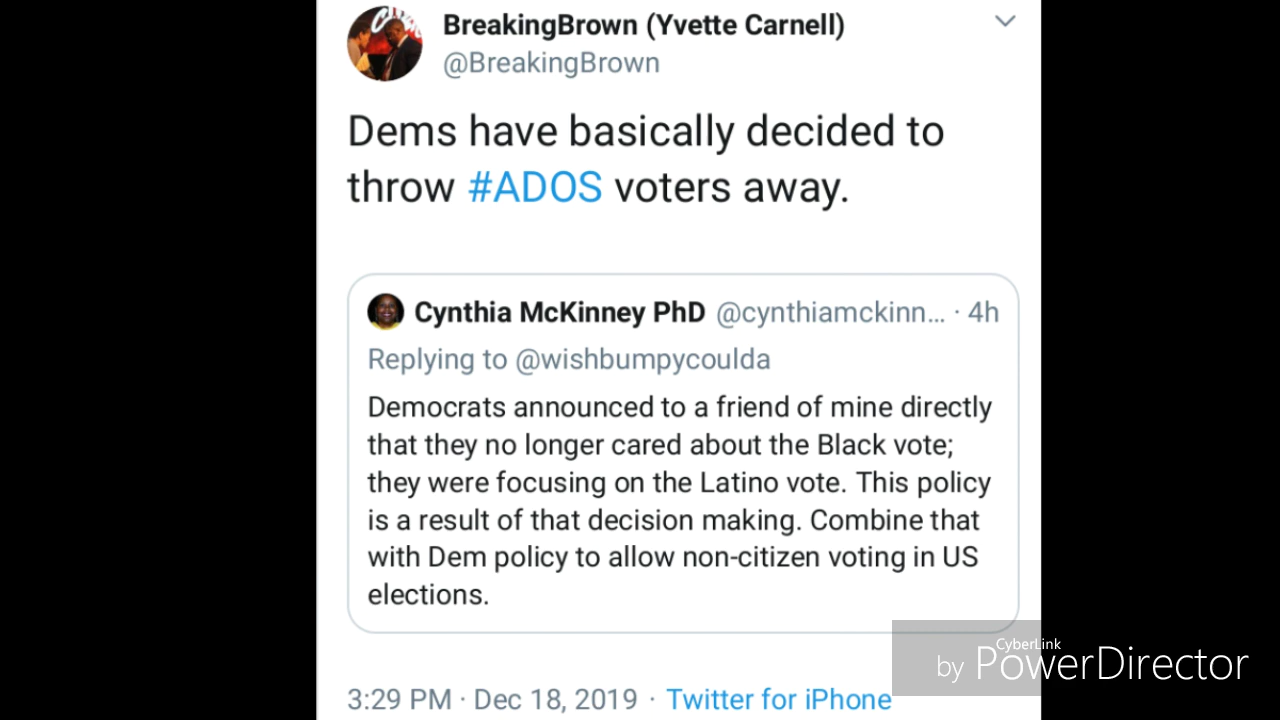 BreakingBrown (Yvette Carnell)
@BreakingBrown
Dems have basically decided to
throw #ADOS voters away.
Cynthia McKinney PhD @cynthiamckinn... · 4h
Replying to @wishbumpycoulda
Democrats announced to a friend of mine directly
that they no longer cared about the Black vote;
they were focusing on the Latino vote. This policy
is a result of that decision making. Combine that
with Dem policy to allow non-citizen voting in US
elections.
CyberLink
by PowerDirector
3:29 PM · Dec 18, 2019 · Twitter for iPhone